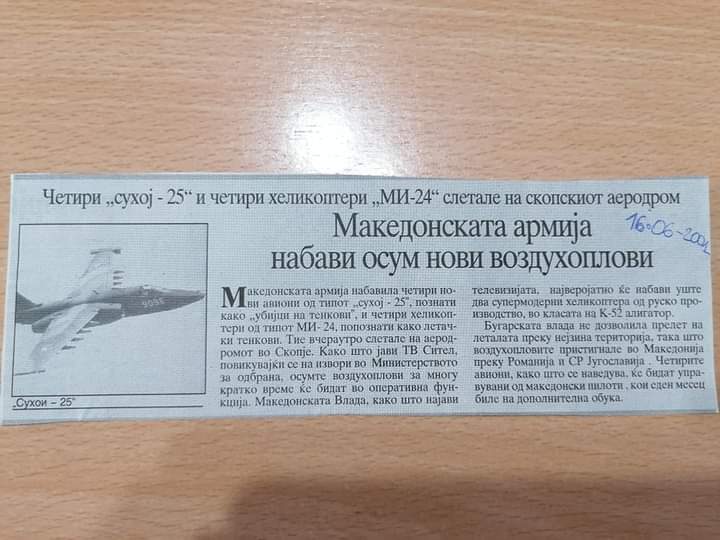 Четири „сухој - 25“ и четири хеликоптери „МИ-24“ слетале на скопскиот аеродром
Македонската армија
набави осум нови воздухоплови
16-06-2001
Македонската армија набавила четири но-
ви авиони од типот „сухој - 25", познати
како „убијци на тенкови", и четири хеликоп-
тери од типот МИ- 24, попознати како летач-
ки тенкови. Тие вчераутро слетале на аеро-
дромот во Скопје. Како што јави ТВ Сител,
повикувајќи се на извори во Министерството
за одбрана, осумте воздухоплови за многу
кратко време ќе бидат во оперативна фун-
кција. Македонската Влада, како што најави
телевизијата, најверојатно ќе набави уште
два супермодерни хеликоптера од руско про-
изводство, во класата на К-52 алигатор.
Бугарската влада не дозволила прелет на
леталата преку нејзина територија, така што
воздухопловите пристигнале во Македонија
преку Романија и СР Југославија . Четирите
авиони, како што се наведува, ќе бидат упра-
вувани од македонски пилоти , кои еден месец
биле на дополнителна обука.
„Сухои – 25"